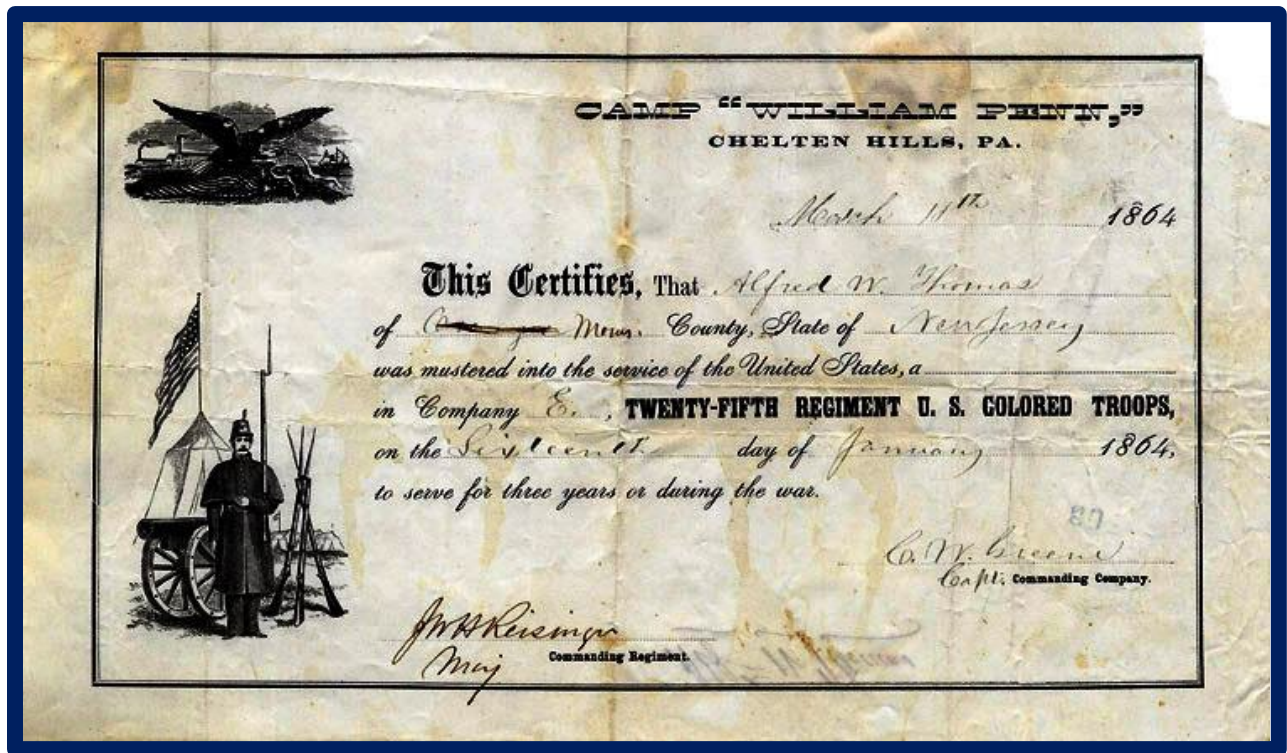 CAMP “WILLIAM PENN,”
CHELTEN HILLS, PA.
March 11th 1864
This Certifies, That Alfred W. Thomas
of Mon. County, State of New Jersey
was mustered into the service of the United States, a
in Company E., TWENTY-FIFTH REGIMENT U. S. COLORED TROOPS,
on the Sixteenth day of January 1864,
to serve for three years or during the war.
C. W. Greene
Capt. Commanding Company.
JWH Reisinger
Maj Commanding Regiment.